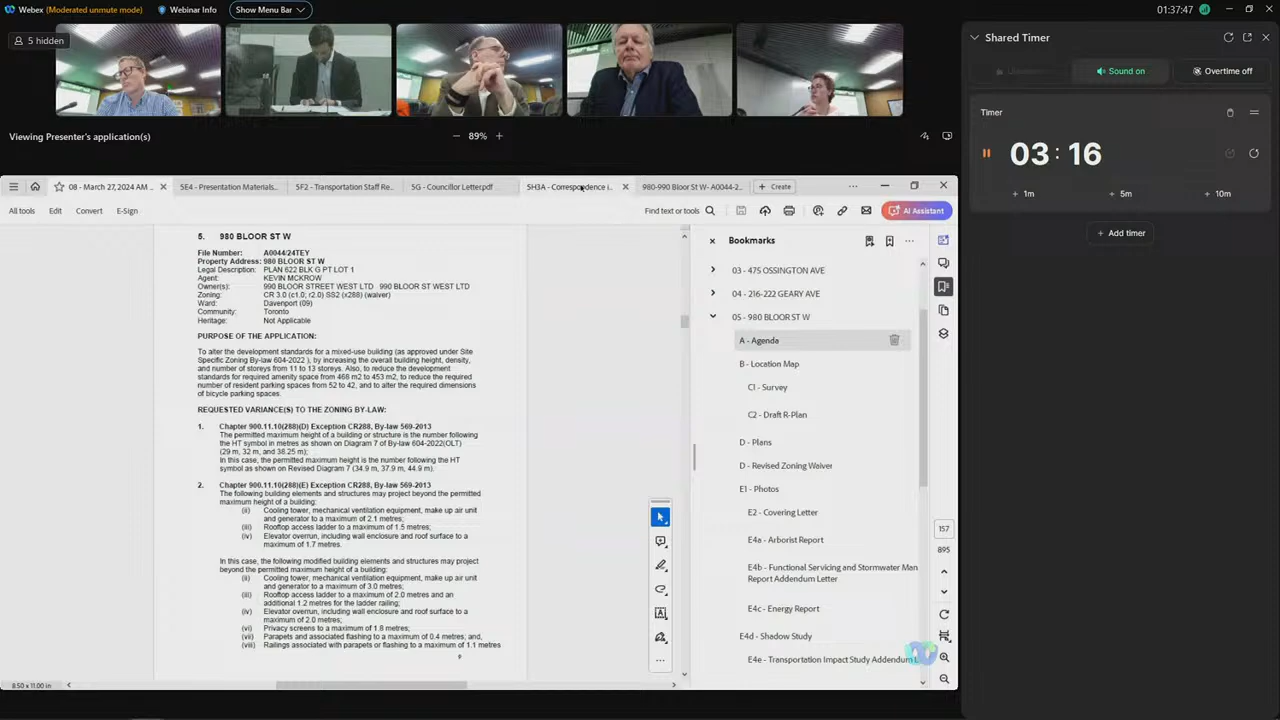 Webex (Moderated unmute mode) Webinar Info Show Menu Bar 01:37:47
5 hidden
Viewing Presenter's application(s) 89%
Shared Timer
Sound on Overtime off
Timer
03:16
+ 1m + 5m + 10m
+ Add timer
08 - March 27, 2024 AM ... SE4 - Presentation Materials... SF2 - Transportation Staff Re... 5G - Councillor Letter.pdf SH3A - Correspondence i... 980-990 Bloor St W- A0044-2... + Create
All tools Edit Convert E-Sign Find text or tools AI Assistant
5. 980 BLOOR ST W
File Number: A0044/24TEY
Property Address: 980 BLOOR ST W
Legal Description: PLAN 622 BLK G PT LOT 1
Agent: KEVIN MCKROW
Owner(s): 990 BLOOR STREET WEST LTD 990 BLOOR ST WEST LTD
Zoning: CR 3.0 (c1.0; r2.0) SS2 (x288) (waiver)
Ward: Davenport (09)
Community: Toronto
Heritage: Not Applicable
PURPOSE OF THE APPLICATION:
To alter the development standards for a mixed-use building (as approved under Site
Specific Zoning By-law 604-2022 ), by increasing the overall building height, density,
and number of storeys from 11 to 13 storeys. Also, to reduce the development
standards for required amenity space from 468 m2 to 453 m2, to reduce the required
number of resident parking spaces from 52 to 42, and to alter the required dimensions
of bicycle parking spaces.
REQUESTED VARIANCE(S) TO THE ZONING BY-LAW:
1. Chapter 900.11.10(288)(D) Exception CR288, By-law 569-2013
The permitted maximum height of a building or structure is the number following
the HT symbol in metres as shown on Diagram 7 of By-law 604-2022(OLT)
(29 m, 32 m, and 38.25 m);
In this case, the permitted maximum height is the number following the HT
symbol as shown on Revised Diagram 7 (34.9 m, 37.9 m, 44.9 m).
2. Chapter 900.11.10(288)(E) Exception CR288, By-law 569-2013
The following building elements and structures may project beyond the permitted
maximum height of a building:
(ii) Cooling tower, mechanical ventilation equipment, make up air unit
and generator to a maximum of 2.1 metres;
(iii) Rooftop access ladder to a maximum of 1.5 metres;
(iv) Elevator overrun, including wall enclosure and roof surface to a
maximum of 1.7 metres.
In this case, the following modified building elements and structures may project
beyond the permitted maximum height of a building:
(ii) Cooling tower, mechanical ventilation equipment, make up air unit
and generator to a maximum of 3.0 metres;
(iii) Rooftop access ladder to a maximum of 2.0 metres and an
additional 1.2 metres for the ladder railing;
(iv) Elevator overrun, including wall enclosure and roof surface to a
maximum of 2.0 metres;
(vi) Privacy screens to a maximum of 1.8 metres;
(vii) Parapets and associated flashing to a maximum of 0.4 metres; and,
(viii) Railings associated with parapets or flashing to a maximum of 1.1 metres
9
8.50 x 11.00 in
Bookmarks
03 - 475 OSSINGTON AVE
04 - 216-222 GEARY AVE
05 - 980 BLOOR ST W
A - Agenda
B - Location Map
C1 - Survey
C2 - Draft R-Plan
D - Plans
D - Revised Zoning Waiver
E1 - Photos
E2 - Covering Letter
E4a - Arborist Report
E4b - Functional Servicing and Stormwater Man
Report Addendum Letter
E4c - Energy Report
E4d - Shadow Study
E4e - Transportation Impact Study Addendum L
157
895